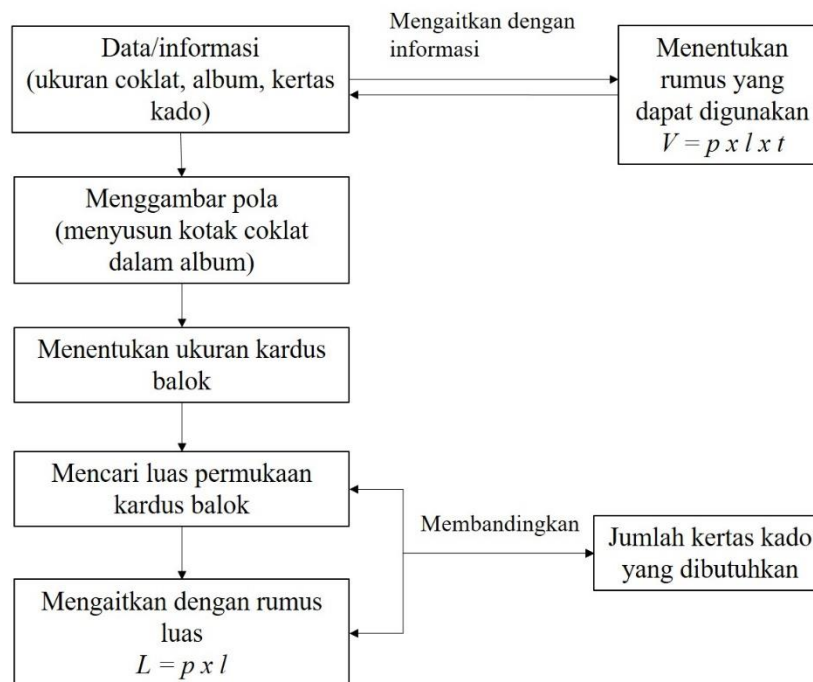 Data/informasi
(ukuran coklat, album, kertas
kado)
Mengaitkan dengan
informasi
Menentukan
rumus yang
dapat digunakan
V = p x l x t
Menggambar pola
(menyusun kotak coklat
dalam album)
Menentukan ukuran kardus
balok
Mencari luas permukaan
kardus balok
Membandingkan
Jumlah kertas kado
yang dibutuhkan
Mengaitkan dengan rumus
luas
L = p x l